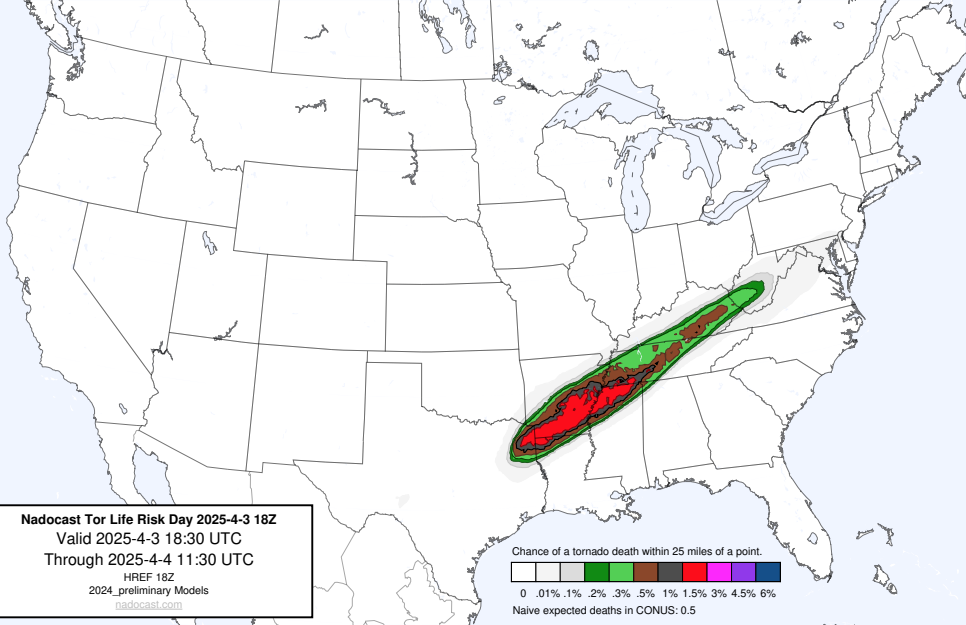 Nadocast Tor Life Risk Day 2025-4-3 18Z
Valid 2025-4-3 18:30 UTC
Through 2025-4-4 11:30 UTC
HREF 18Z
2024_preliminary Models
nadocast.com
Chance of a tornado death within 25 miles of a point.
0 .01% .1% .2% .3% .5% 1% 1.5% 3% 4.5% 6%
Naive expected deaths in CONUS: 0.5